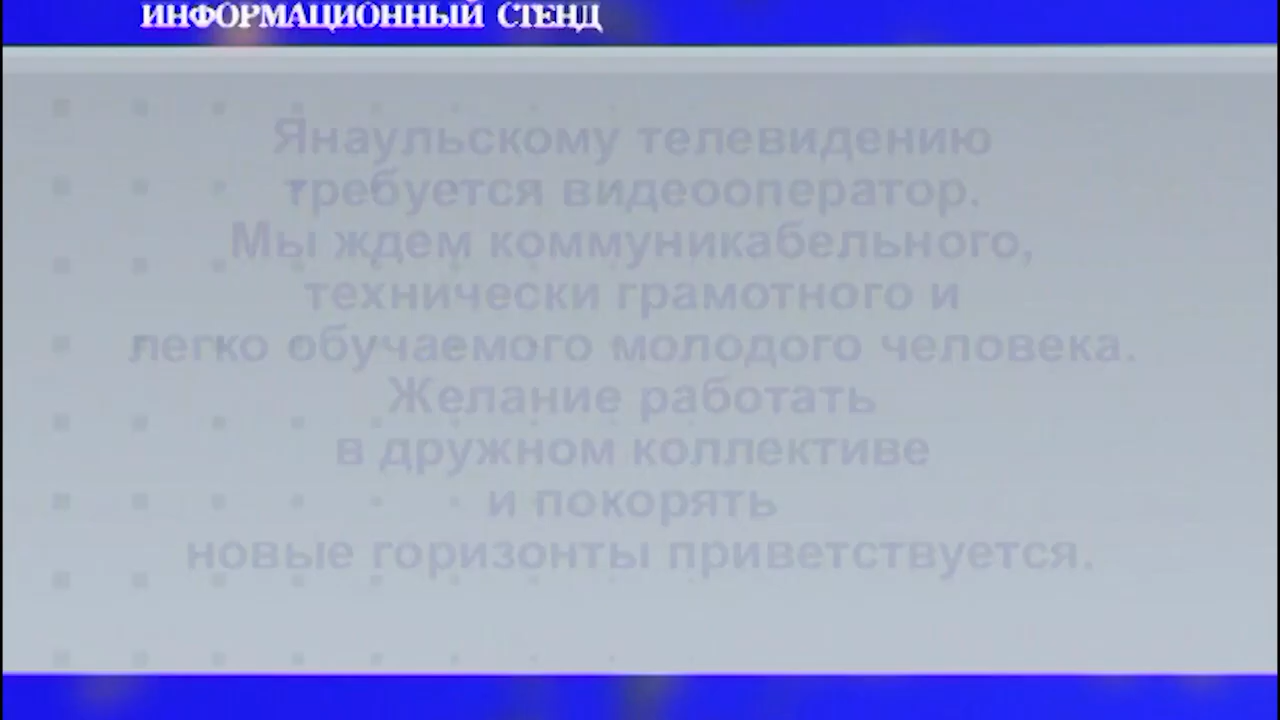 ИНФОРМАЦИОННЫЙ СТЕНД
Янаульскому телевидению
требуется видеооператор.
Мы ждем коммуникабельного,
технически грамотного и
легко обучаемого молодого человека.
Желание работать
в дружном коллективе
и покорять
новые горизонты приветствуется.